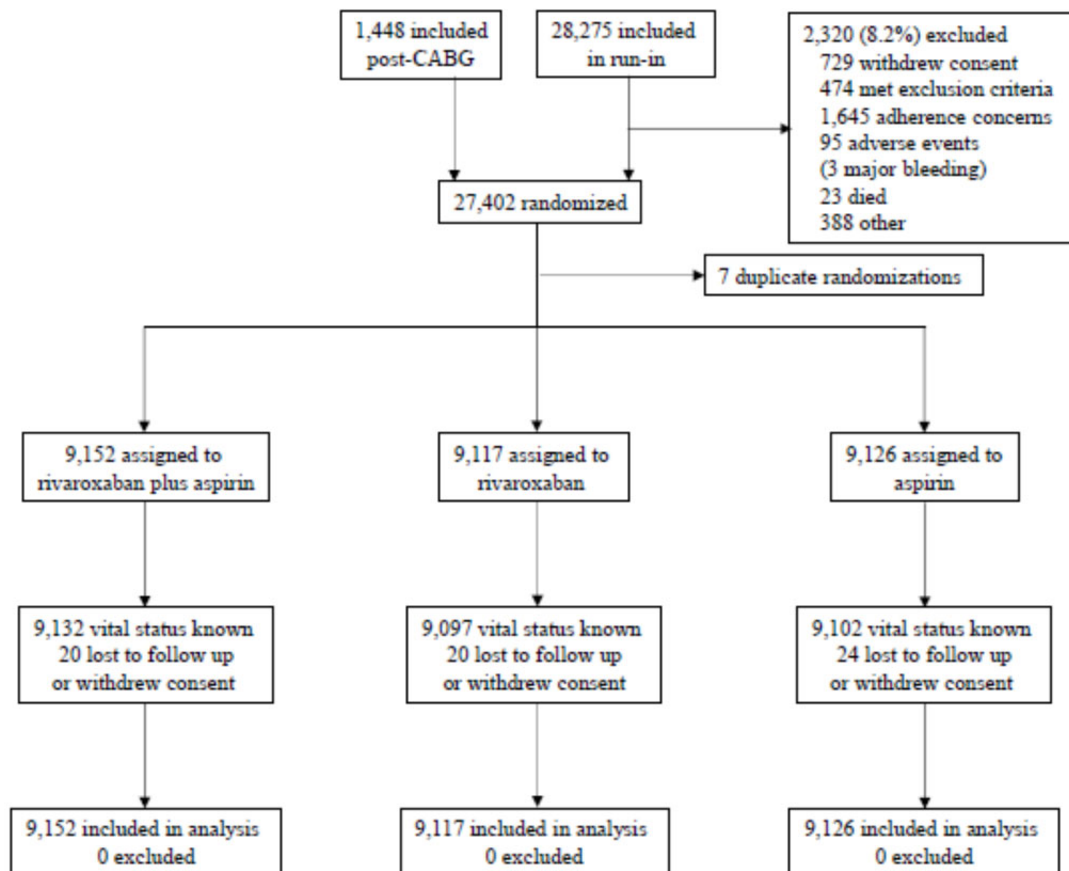 1,448 included
post-CABG
28,275 included
in run-in
2,320 (8.2%) excluded
729 withdrew consent
474 met exclusion criteria
1,645 adherence concerns
95 adverse events
(3 major bleeding)
23 died
388 other
27,402 randomized
7 duplicate randomizations
9,152 assigned to
rivaroxaban plus aspirin
9,117 assigned to
rivaroxaban
9,126 assigned to
aspirin
9,132 vital status known
20 lost to follow up
or withdrew consent
9,097 vital status known
20 lost to follow up
or withdrew consent
9,102 vital status known
24 lost to follow up
or withdrew consent
9,152 included in analysis
0 excluded
9,117 included in analysis
0 excluded
9,126 included in analysis
0 excluded